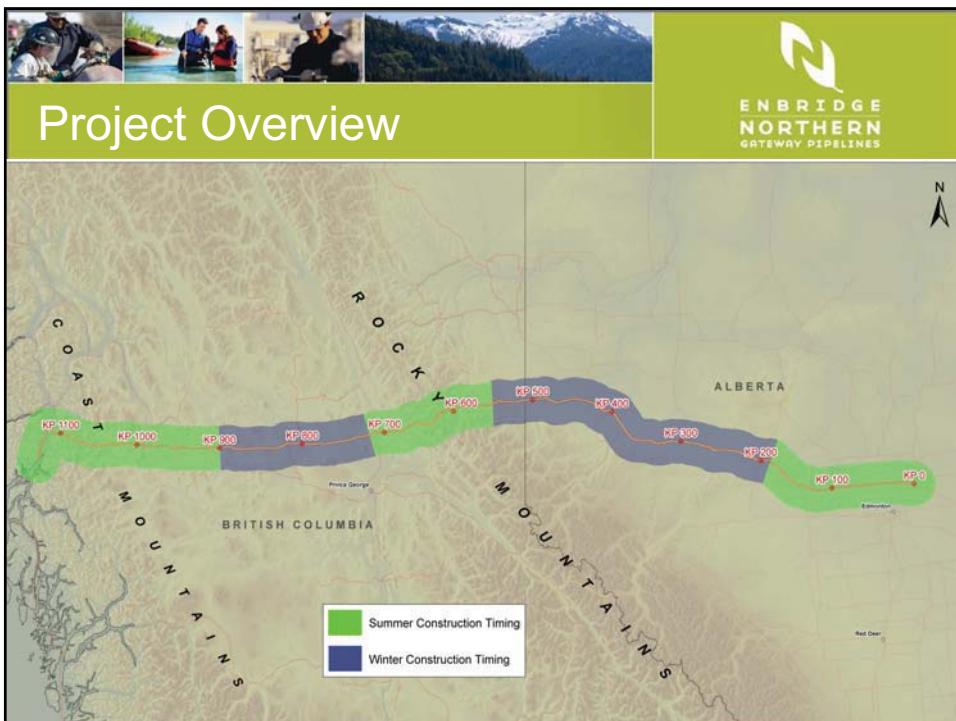 Project Overview
ENBRIDGE
NORTHERN
GATEWAY PIPELINES
N
COAST MOUNTAINS
ROCKY MOUNTAINS
ALBERTA
BRITISH COLUMBIA
KP 1100
KP 1000
KP 900
KP 800
KP 700
KP 600
KP 500
KP 400
KP 300
KP 200
KP 100
KP 0
Prince George
Edmonton
Red Deer
Summer Construction Timing
Winter Construction Timing